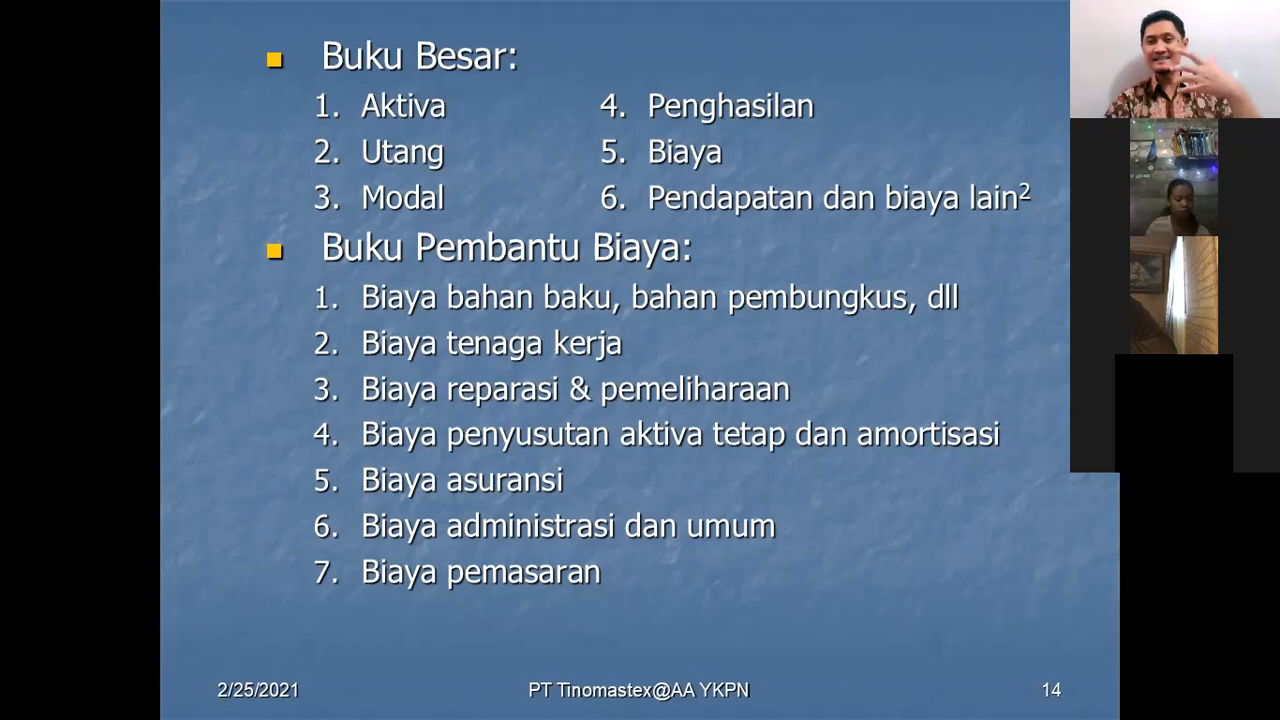 Buku Besar:
1. Aktiva 4. Penghasilan
2. Utang 5. Biaya
3. Modal 6. Pendapatan dan biaya lain²
Buku Pembantu Biaya:
1. Biaya bahan baku, bahan pembungkus, dll
2. Biaya tenaga kerja
3. Biaya reparasi & pemeliharaan
4. Biaya penyusutan aktiva tetap dan amortisasi
5. Biaya asuransi
6. Biaya administrasi dan umum
7. Biaya pemasaran
2/25/2021 PT Tinomastex@AA YKPN 14